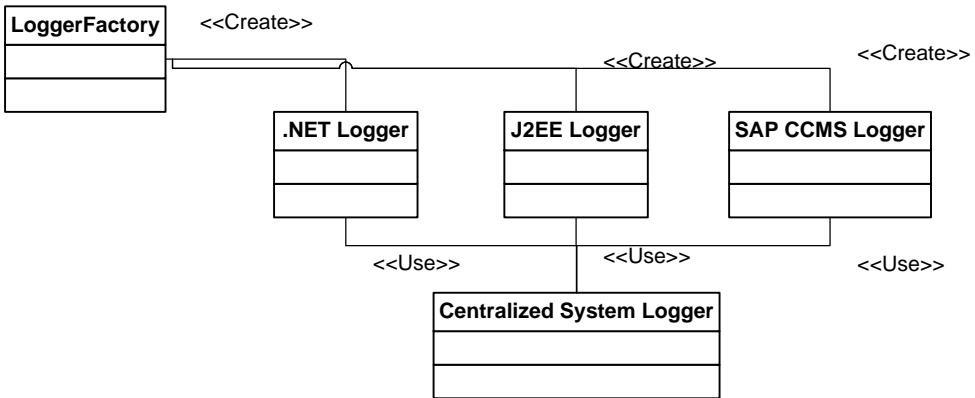 LoggerFactory
<<Create>>
<<Create>>
<<Create>>
.NET Logger
J2EE Logger
SAP CCMS Logger
<<Use>>
<<Use>>
<<Use>>
Centralized System Logger